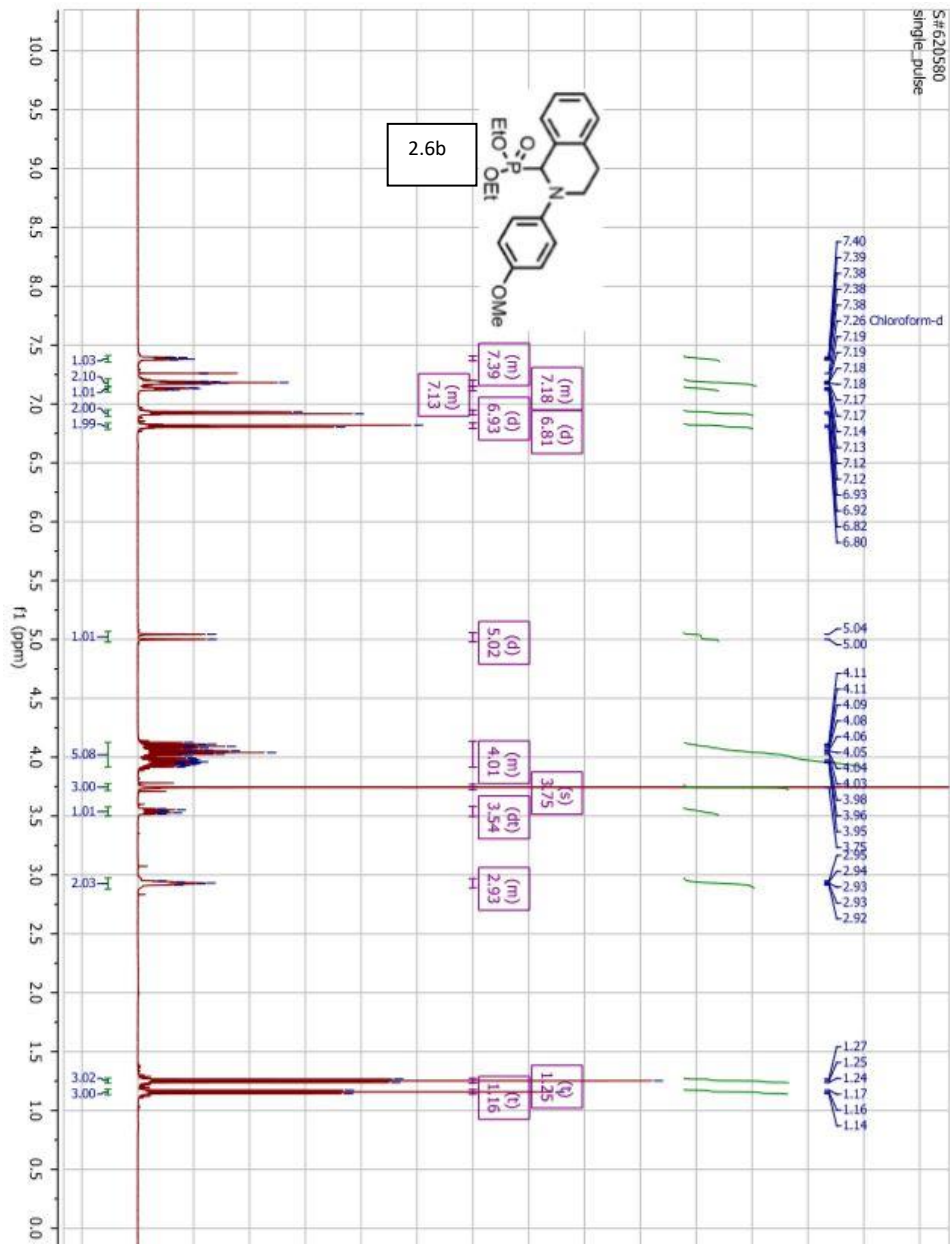 S#620580
single_pulse
7.40
7.39
7.38
7.38
7.38
7.26 Chloroform-d
7.19
7.19
7.18
7.18
7.17
7.17
7.14
7.13
7.12
7.12
6.93
6.92
6.82
6.80
5.04
5.00
4.11
4.11
4.09
4.08
4.06
4.05
4.04
4.03
3.98
3.96
3.95
3.75
2.95
2.94
2.93
2.93
2.92
1.27
1.25
1.24
1.17
1.16
1.14
2.6b
EtO
O
P
OEt
N
OMe
(m)
7.18
(d)
6.81
(m)
7.39
(d)
6.93
(m)
7.13
(d)
5.02
(m)
4.01
(s)
3.75
(dt)
3.54
(m)
2.93
(t)
1.25
(t)
1.16
1.03
2.10
1.01
2.00
1.99
1.01
5.08
3.00
1.01
2.03
3.02
3.00
10.0 9.5 9.0 8.5 8.0 7.5 7.0 6.5 6.0 5.5 5.0 4.5 4.0 3.5 3.0 2.5 2.0 1.5 1.0 0.5 0.0
f1 (ppm)